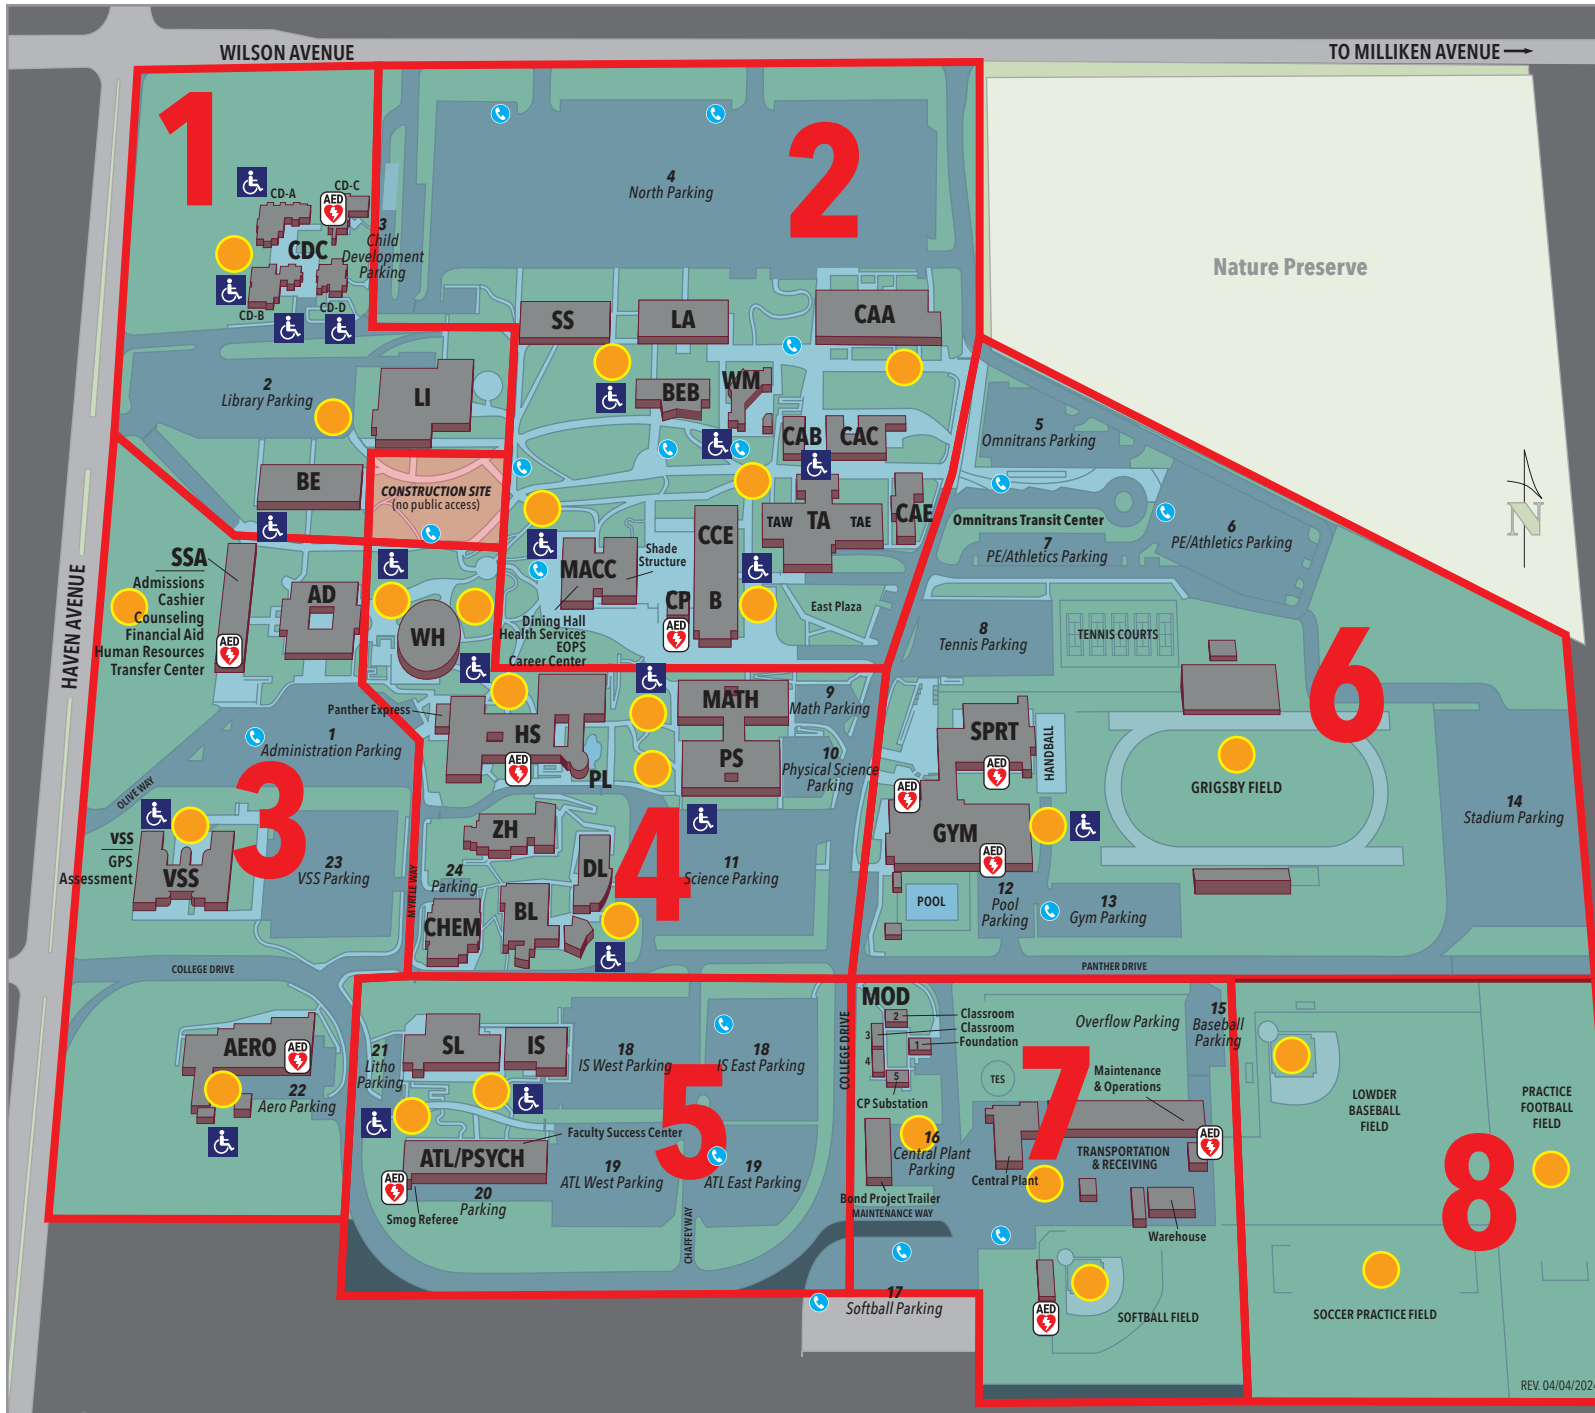 WILSON AVENUE
TO MILLIKEN AVENUE
1
2
4
North Parking
CD-A
CD-C
AED
CDC
3
Child
Development
Parking
CD-B
CD-D
Nature Preserve
SS
LA
CAA
2
Library Parking
LI
BEB
WM
CAB
CAC
5
Omnitrans Parking
BE
CONSTRUCTION SITE
(no public access)
CCE
TAW
TA
TAE
CAE
Omnitrans Transit Center
7
PE/Athletics Parking
6
PE/Athletics Parking
N
HAVEN AVENUE
SSA
Admissions
Cashier
Counseling
Financial Aid
Human Resources
Transfer Center
AED
AD
WH
MACC
Shade
Structure
Dining Hall
Health Services
EOPS
Career Center
CP
AED
B
East Plaza
8
Tennis Parking
TENNIS COURTS
6
Panther Express
HS
AED
PL
MATH
PS
9
Math Parking
10
Physical Science
Parking
SPRT
AED
HANDBALL
AED
GYM
AED
GRIGSBY FIELD
14
Stadium Parking
1
Administration Parking
OLIVE WAY
3
VSS
GPS
Assessment
VSS
23
VSS Parking
MYRTLE WAY
ZH
24
Parking
DL
4
11
Science Parking
CHEM
BL
POOL
12
Pool
Parking
13
Gym Parking
COLLEGE DRIVE
PANTHER DRIVE
AERO
AED
22
Aero Parking
21
Litho
Parking
SL
IS
18
IS West Parking
18
IS East Parking
5
Faculty Success Center
ATL/PSYCH
AED
Smog Referee
20
Parking
19
ATL West Parking
19
ATL East Parking
CHAFFEY WAY
COLLEGE DRIVE
MOD
2
Classroom
3
Classroom
1
Foundation
4
5
CP Substation
TES
Overflow Parking
15
Baseball
Parking
7
Maintenance
& Operations
AED
16
Central Plant
Parking
Central Plant
TRANSPORTATION
& RECEIVING
Bond Project Trailer
MAINTENANCE WAY
Warehouse
17
Softball Parking
AED
SOFTBALL FIELD
LOWDER
BASEBALL
FIELD
PRACTICE
FOOTBALL
FIELD
8
SOCCER PRACTICE FIELD
REV. 04/04/2024